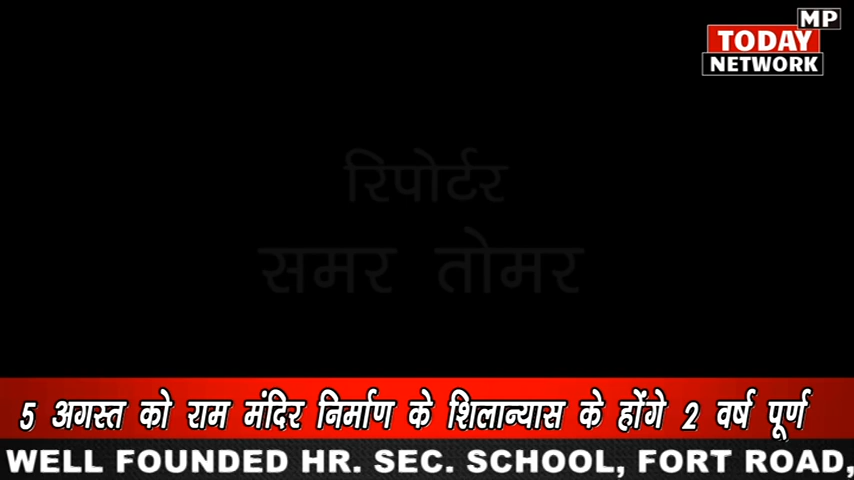 MP
TODAY
NETWORK
रिपोर्टर
समर तोमर
5 अगस्त को राम मंदिर निर्माण के शिलान्यास के होंगे 2 वर्ष पूर्ण
WELL FOUNDED HR. SEC. SCHOOL, FORT ROAD,